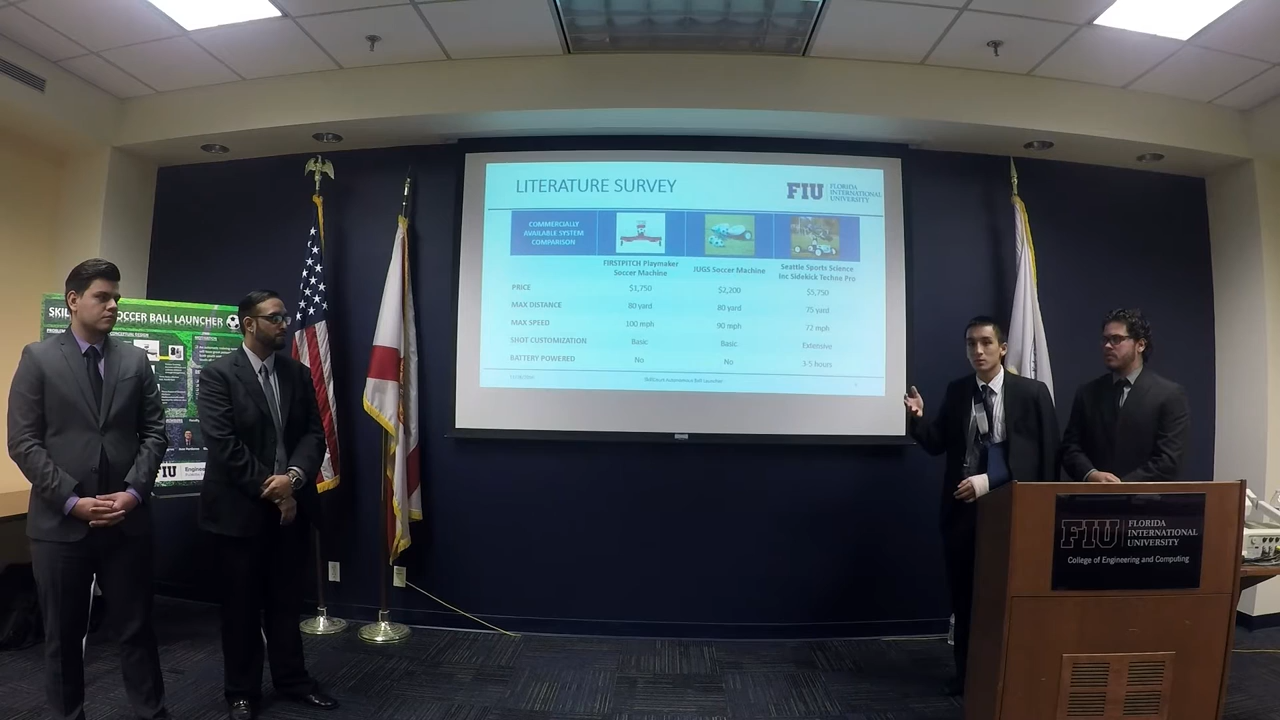 LITERATURE SURVEY
FIU FLORIDA
INTERNATIONAL
UNIVERSITY
COMMERCIALLY
AVAILABLE SYSTEM
COMPARISON
FIRSTPITCH Playmaker
Soccer Machine
JUGS Soccer Machine
Seattle Sports Science
Inc Sidekick Techne Pro
PRICE $1,750 $2,200 $5,750
MAX DISTANCE 80 yard 80 yard 75 yard
MAX SPEED 100 mph 90 mph 72 mph
SHOT CUSTOMIZATION Basic Basic Extensive
BATTERY POWERED No No 3-5 hours
SOCCER BALL LAUNCHER
FIU
FIU FLORIDA
INTERNATIONAL
UNIVERSITY
College of Engineering and Computing